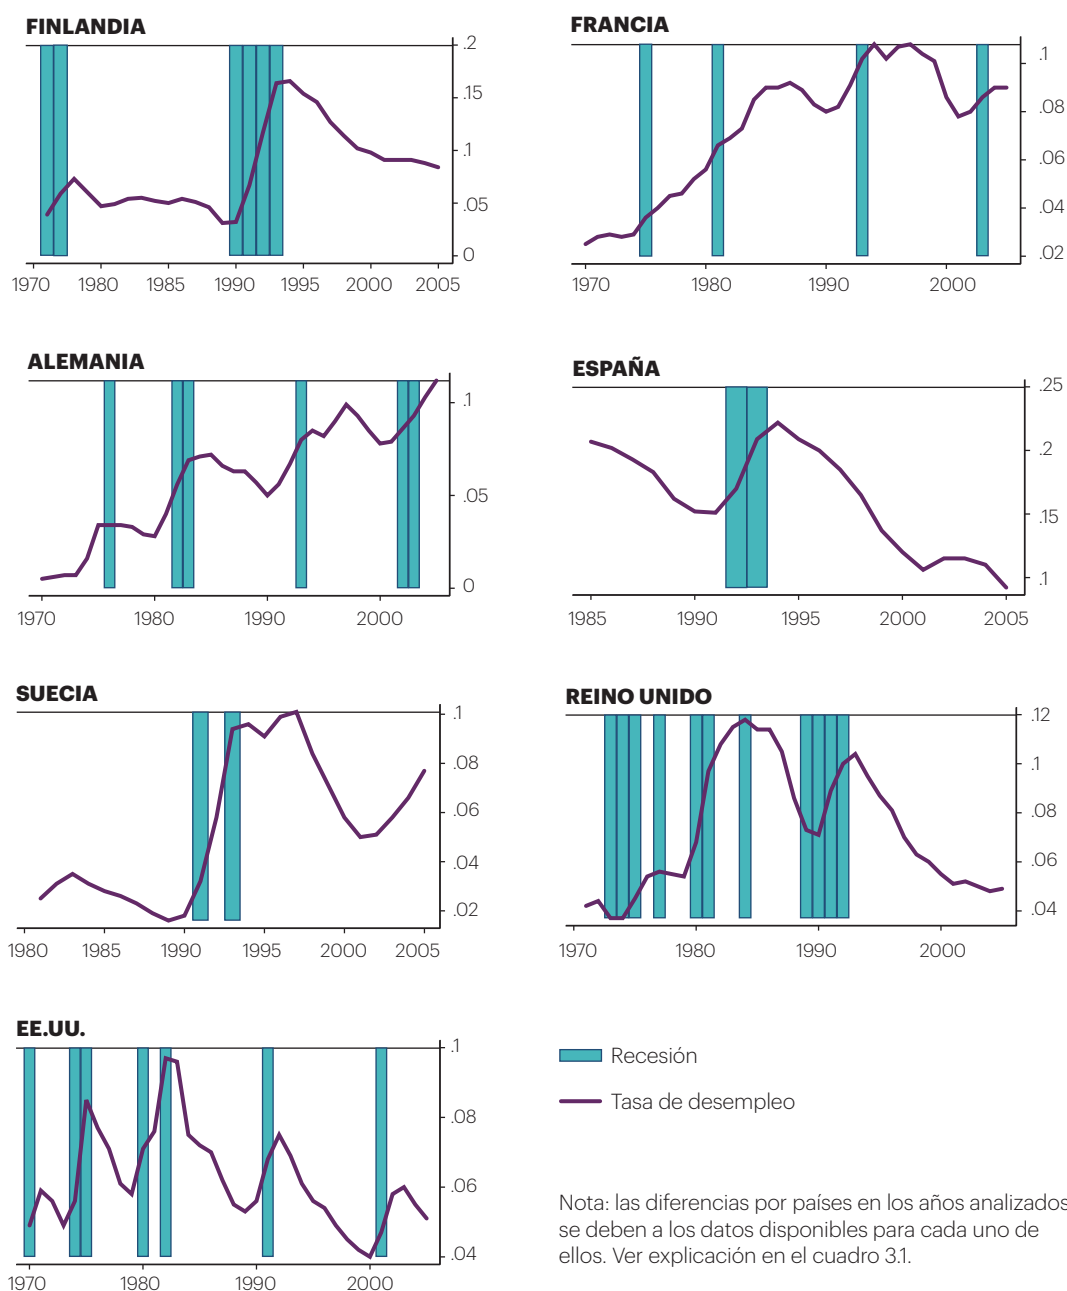 FINLANDIA
.2
.15
.1
.05
0
1970 1980 1985 1990 1995 2000 2005
FRANCIA
.1
.08
.06
.04
.02
1970 1980 1990 2000
ALEMANIA
.1
.05
0
1970 1980 1990 2000
ESPAÑA
.25
.2
.15
.1
1985 1990 1995 2000 2005
SUECIA
.1
.08
.06
.04
.02
1980 1985 1990 1995 2000 2005
REINO UNIDO
.12
.1
.08
.06
.04
1970 1980 1990 2000
EE.UU.
.1
.08
.06
.04
1970 1980 1990 2000
Recesión
Tasa de desempleo
Nota: las diferencias por países en los años analizados
se deben a los datos disponibles para cada uno de
ellos. Ver explicación en el cuadro 3.1.